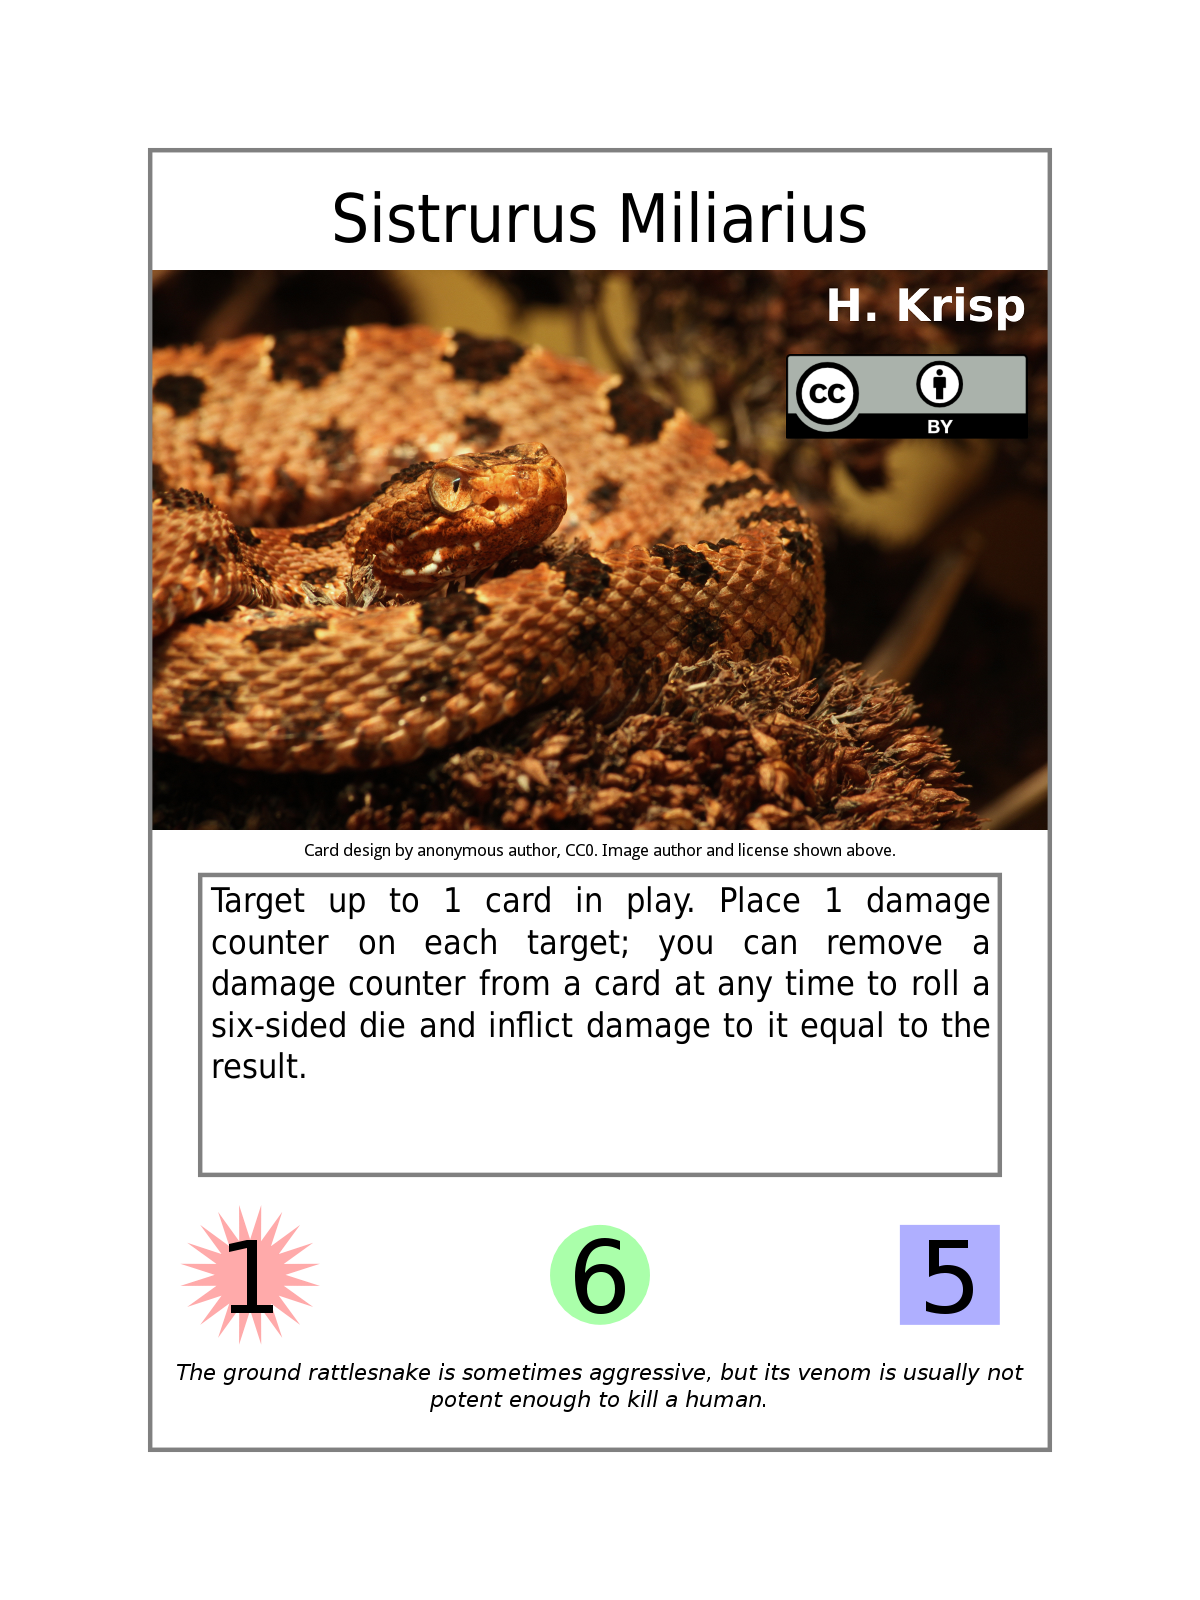 Sistrurus Miliarius
H. Krisp
cc
BY
Card design by anonymous author, CC0. Image author and license shown above.
Target up to 1 card in play. Place 1 damage
counter on each target; you can remove a
damage counter from a card at any time to roll a
six-sided die and inflict damage to it equal to the
result.
1
6
5
The ground rattlesnake is sometimes aggressive, but its venom is usually not
potent enough to kill a human.